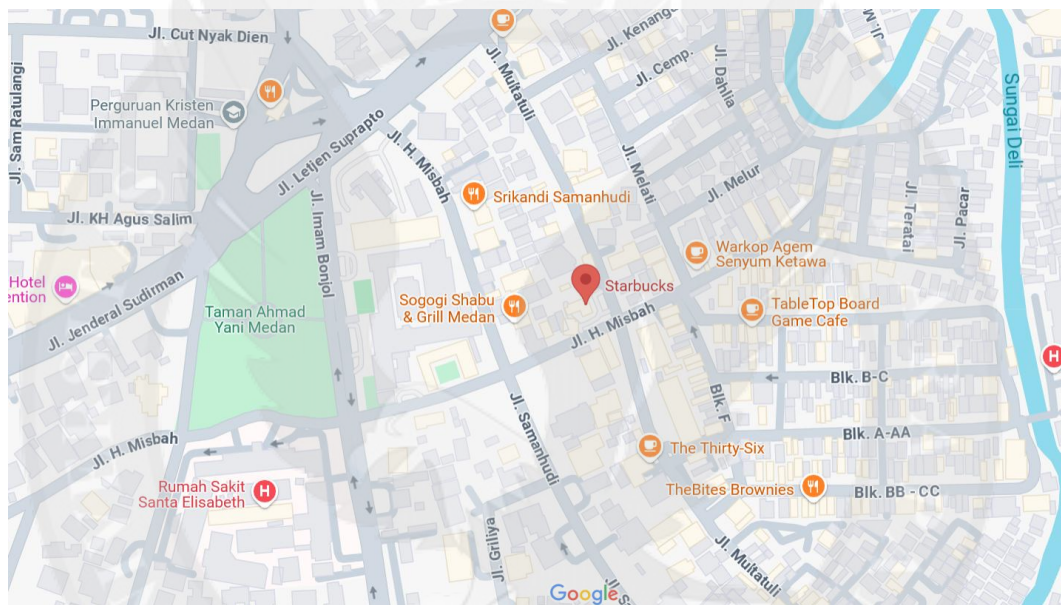 Jl. Cut Nyak Dien
Jl. Kenanga
Jl. M
Jl. Multatuli
Jl. Cemp.
Jl. Dahlia
Jl. Sam Ratulangi
Perguruan Kristen
Immanuel Medan
Jl. Letjen Suprapto
Jl. H. Misbah
Sungai Deli
Jl. Melati
Jl. Melur
Srikandi Samanhudi
Jl. Teratai
Jl. Pacar
Jl. KH Agus Salim
Jl. Imam Bonjol
Warkop Agem
Senyum Ketawa
Hotel
ention
Jl. Jenderal Sudirman
Taman Ahmad
Yani Medan
Sogogi Shabu
& Grill Medan
Starbucks
TableTop Board
Game Cafe
Jl. H. Misbah
Blk. B-C
Blk. F
Jl. Samanhudi
Jl. H. Misbah
Blk. A-AA
The Thirty-Six
Rumah Sakit
Santa Elisabeth
H
H
TheBites Brownies
Blk. BB - CC
Jl. Griliya
Jl. Multatuli
Jl. S
Google